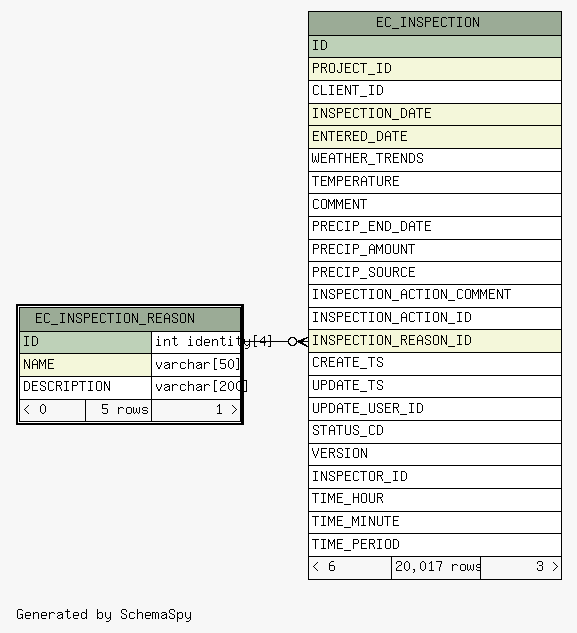 EC_INSPECTION
ID
PROJECT_ID
CLIENT_ID
INSPECTION_DATE
ENTERED_DATE
WEATHER_TRENDS
TEMPERATURE
COMMENT
PRECIP_END_DATE
PRECIP_AMOUNT
PRECIP_SOURCE
INSPECTION_ACTION_COMMENT
INSPECTION_ACTION_ID
INSPECTION_REASON_ID
CREATE_TS
UPDATE_TS
UPDATE_USER_ID
STATUS_CD
VERSION
INSPECTOR_ID
TIME_HOUR
TIME_MINUTE
TIME_PERIOD
< 6 20,017 rows 3 >
EC_INSPECTION_REASON
ID int identity[4]
NAME varchar[50]
DESCRIPTION varchar[200]
< 0 5 rows 1 >
Generated by SchemaSpy